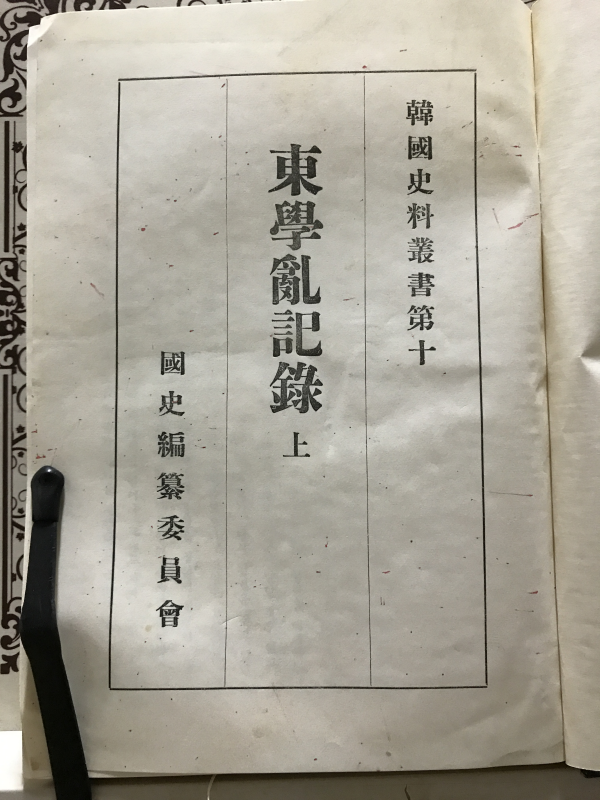 韓國史料叢書第十
東學亂記錄 上
國史編纂委員會